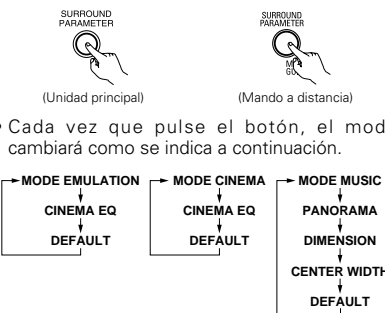 SURROUND
PARAMETER
SURROUND
PARAMETER
(Unidad principal)
(Mando a distancia)
Cada vez que pulse el botón, el mod
cambiará como se indica a continuación.
MODE EMULATION
CINEMA EQ
DEFAULT
MODE CINEMA
CINEMA EQ
DEFAULT
MODE MUSIC
PANORAMA
DIMENSION
CENTER WIDTH
DEFAULT